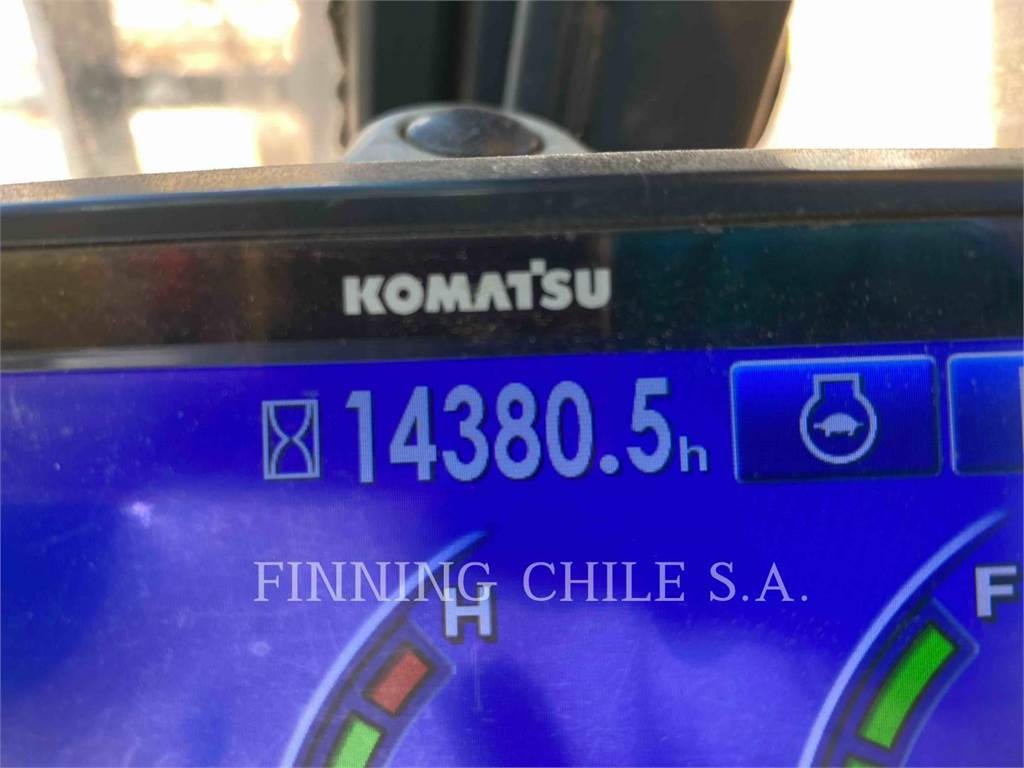 KOMATSU
14380.5h
FINNING CHILE S.A.
H
F